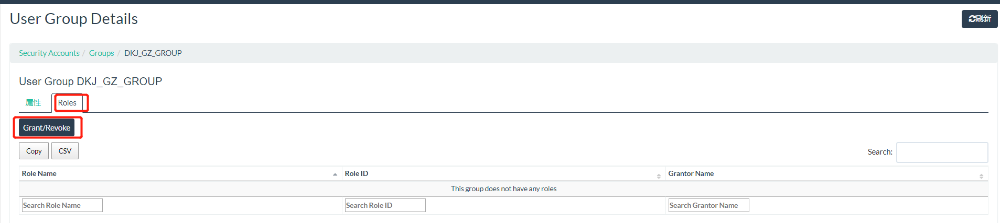 User Group Details
刷新
Security Accounts / Groups / DKJ_GZ_GROUP
User Group DKJ_GZ_GROUP
属性 Roles
Grant/Revoke
Copy CSV Search:
Role Name Role ID Grantor Name
This group does not have any roles
Search Role Name Search Role ID Search Grantor Name